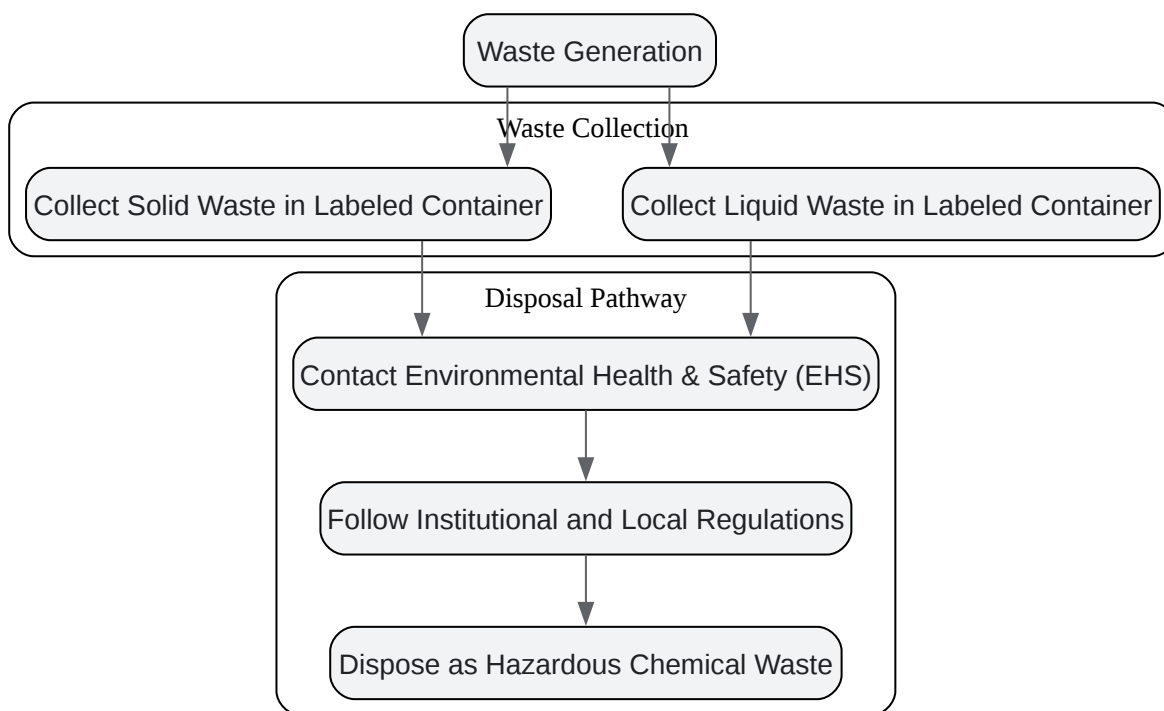 Waste Generation
Waste Collection
Collect Solid Waste in Labeled Container
Collect Liquid Waste in Labeled Container
Disposal Pathway
Contact Environmental Health & Safety (EHS)
Follow Institutional and Local Regulations
Dispose as Hazardous Chemical Waste